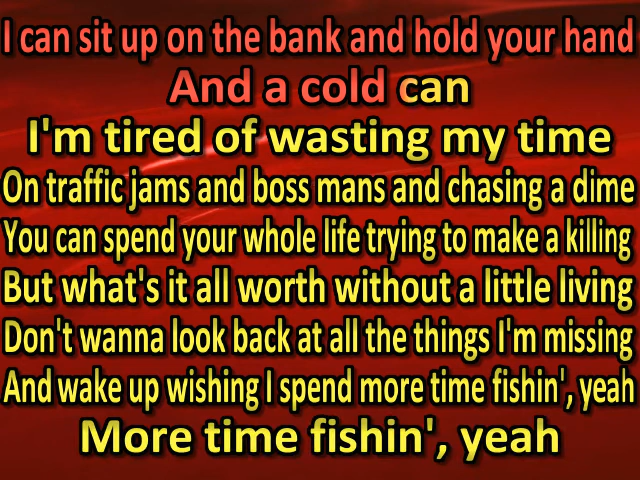 I can sit up on the bank and hold your hand
And a cold can
I'm tired of wasting my time
On traffic jams and boss mans and chasing a dime
You can spend your whole life trying to make a killing
But what's it all worth without a little living
Don't wanna look back at all the things I'm missing
And wake up wishing I spend more time fishin', yeah
More time fishin', yeah